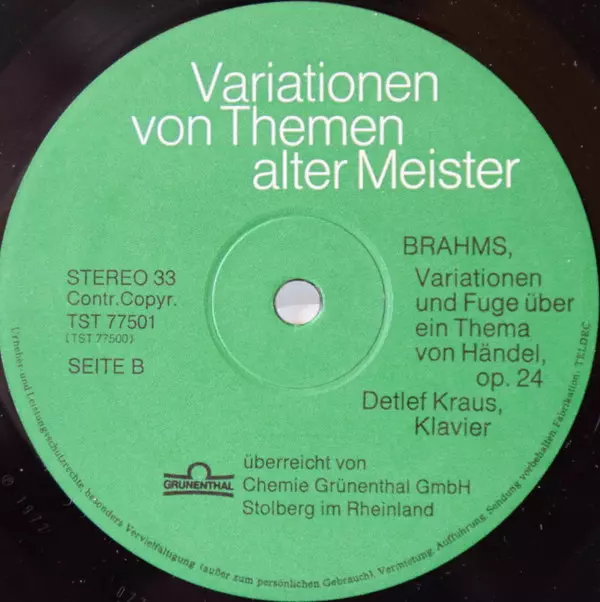 Variationen
von Themen
alter Meister
STEREO 33
Contr.Copyr.
TST 77501
(TST 77500)
SEITE B
BRAHMS,
Variationen
und Fuge über
ein Thema
von Händel,
op. 24
Detlef Kraus,
Klavier
GRÜNENTHAL
überreicht von
Chemie Grünenthal GmbH
Stolberg im Rheinland
Urheber- und Leistungsschutzrechte, besonders Vervielfältigung (außer zum persönlichen Gebrauch), Vermietung, Aufführung, Sendung vorbehalten. Fabrikation: TELDEC
℗ 1977